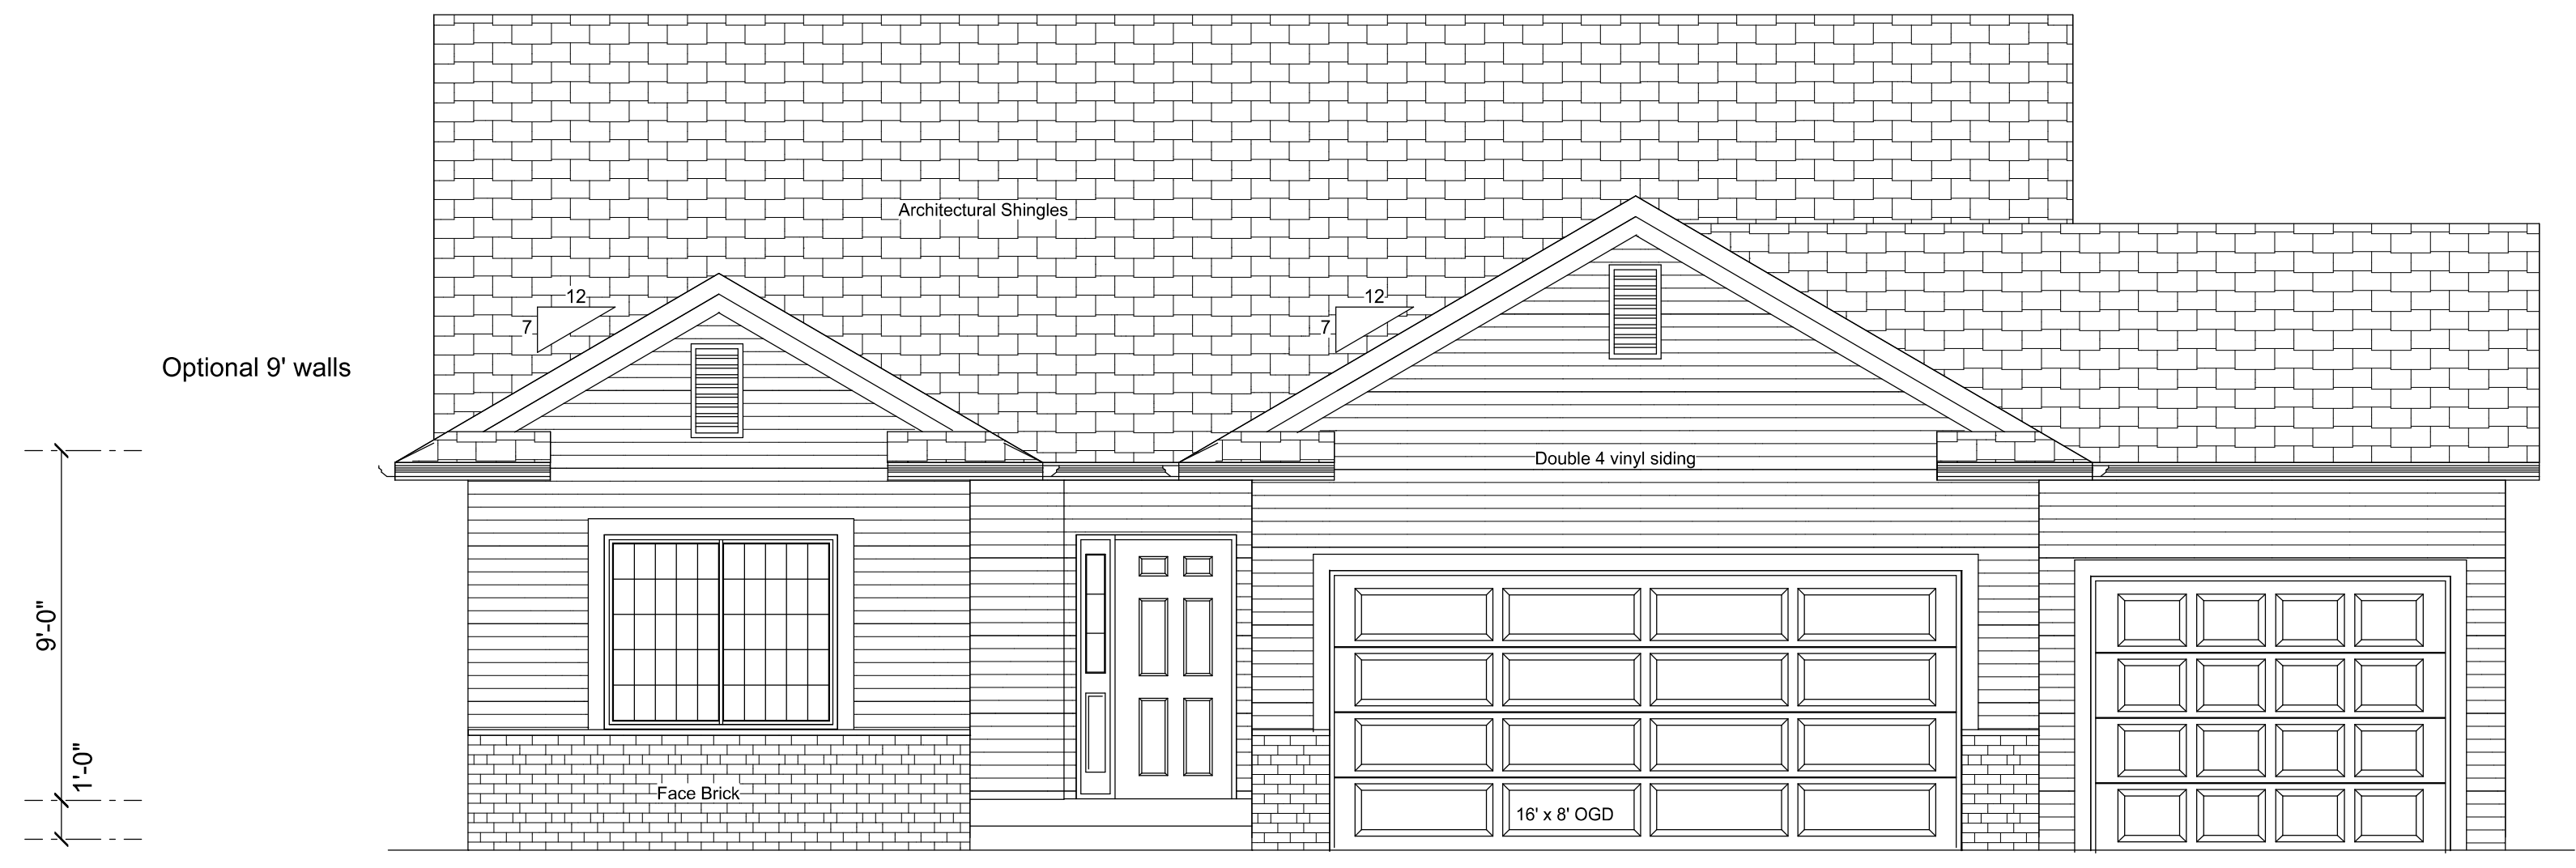 Architectural Shingles
12
7
12
7
Optional 9' walls
Double 4 vinyl siding
9'-0"
1'-0"
Face Brick
16' x 8' OGD